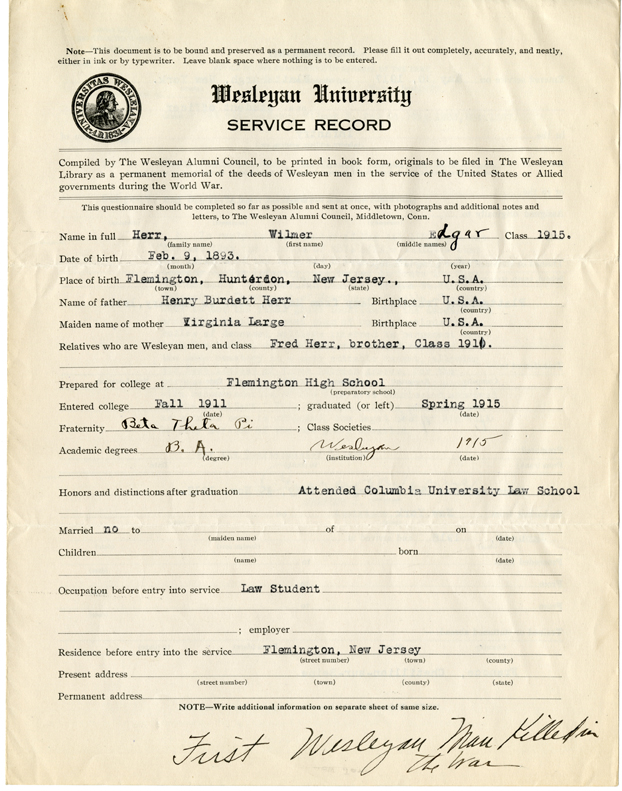 Note—This document is to be bound and preserved as a permanent record. Please fill it out completely, accurately, and neatly,
either in ink or by typewriter. Leave blank space where nothing is to be entered.
Wesleyan University
SERVICE RECORD
Compiled by The Wesleyan Alumni Council, to be printed in book form, originals to be filed in The Wesleyan
Library as a permanent memorial of the deeds of Wesleyan men in the service of the United States or Allied
governments during the World War.
This questionnaire should be completed so far as possible and sent at once, with photographs and additional notes and
letters, to The Wesleyan Alumni Council, Middletown, Conn.
Name in full Herr, Wilmer Edgar Class 1915.
(family name) (first name) (middle names)
Date of birth Feb. 9, 1893.
(month) (day) (year)
Place of birth Flemington, Hunterdon, New Jersey., U.S.A.
(town) (county) (state) (country)
Name of father Henry Burdett Herr Birthplace U.S.A.
(country)
Maiden name of mother Virginia Large Birthplace U.S.A.
(country)
Relatives who are Wesleyan men, and class Fred Herr, brother, Class
Prepared for college at Flemington High School
(preparatory school)
Entered college Fall 1911 ; graduated (or left) Spring 1915
(date) (date)
Fraternity Beta Theta Pi ; Class Societies
Academic degrees B. A. Wesleyan 1915
(degree) (institution) (date)
Honors and distinctions after graduation Attended Columbia University Law School
Married no to of on
(maiden name) (date)
Children born
(name) (date)
Occupation before entry into service Law Student
; employer
Residence before entry into the service Flemington, New Jersey
(street number) (town) (county)
Present address
(street number) (town) (county) (state)
Permanent address
NOTE—Write additional information on separate sheet of same size.
First Wesleyan Man Killed in
the War